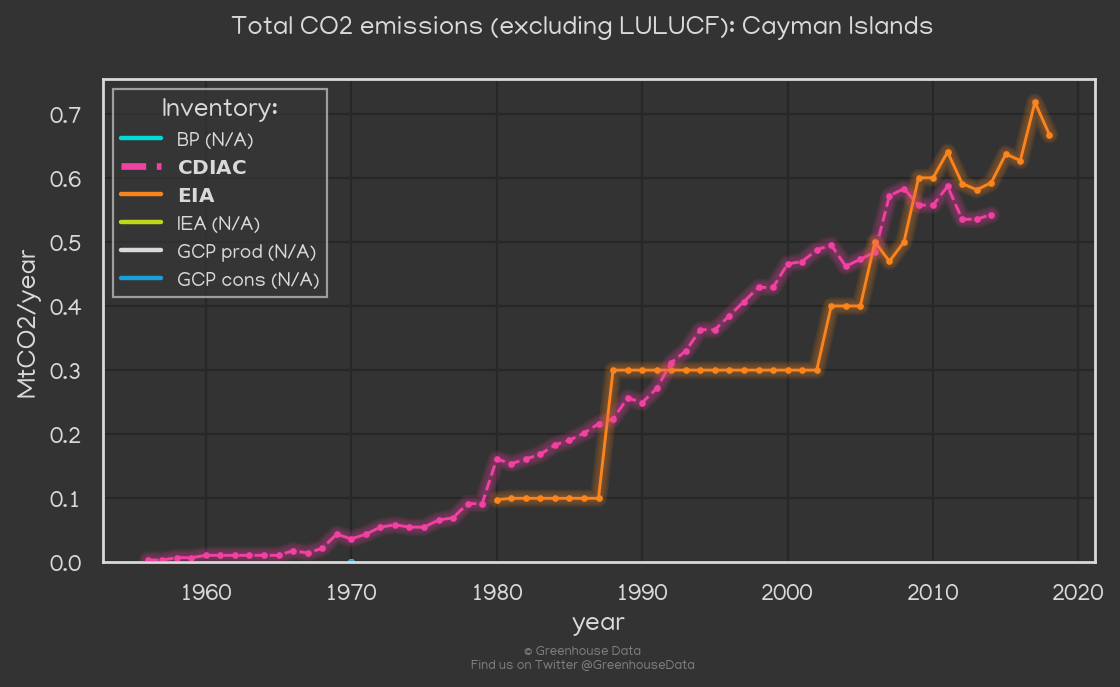 Total CO2 emissions (excluding LULUCF): Cayman Islands
Inventory:
BP (N/A)
CDIAC
EIA
IEA (N/A)
GCP prod (N/A)
GCP cons (N/A)
MtCO2/year
0.7
0.6
0.5
0.4
0.3
0.2
0.1
0.0
1960 1970 1980 1990 2000 2010 2020
year
© Greenhouse Data
Find us on Twitter @GreenhouseData